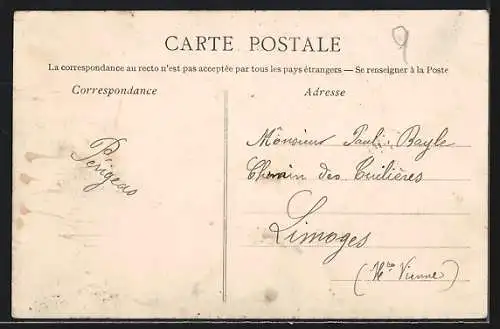 CARTE POSTALE
La correspondance au recto n'est pas acceptée par tous les pays étrangers — Se renseigner à la Poste
Correspondance
Adresse
9
Monsieur Paul Bayle
Chemin des Tuilières
Limoges
(Hte Vienne)